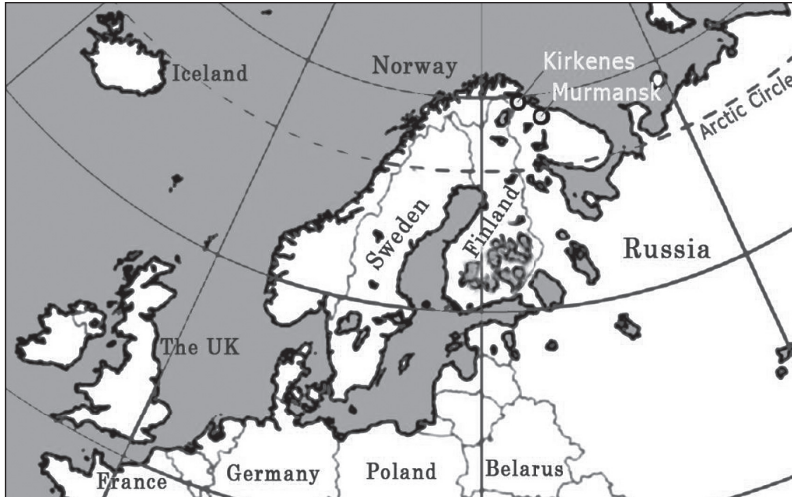 Iceland
Norway
Kirkenes
Murmansk
Arctic Circle
Sweden
Finland
Russia
The UK
France
Germany
Poland
Belarus